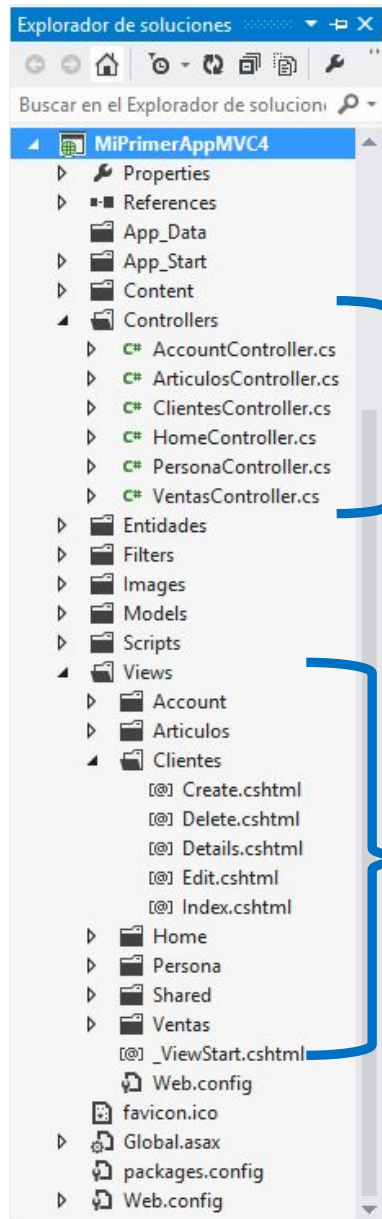 Explorador de soluciones
Buscar en el Explorador de solucion
MiPrimerAppMVC4
Properties
References
App_Data
App_Start
Content
Controllers
C# AccountController.cs
C# ArticulosController.cs
C# ClientesController.cs
C# HomeController.cs
C# PersonaController.cs
C# VentasController.cs
Entidades
Filters
Images
Models
Scripts
Views
Account
Articulos
Clientes
[@] Create.cshtml
[@] Delete.cshtml
[@] Details.cshtml
[@] Edit.cshtml
[@] Index.cshtml
Home
Persona
Shared
Ventas
[@] _ViewStart.cshtml
Web.config
favicon.ico
Global.asax
packages.config
Web.config